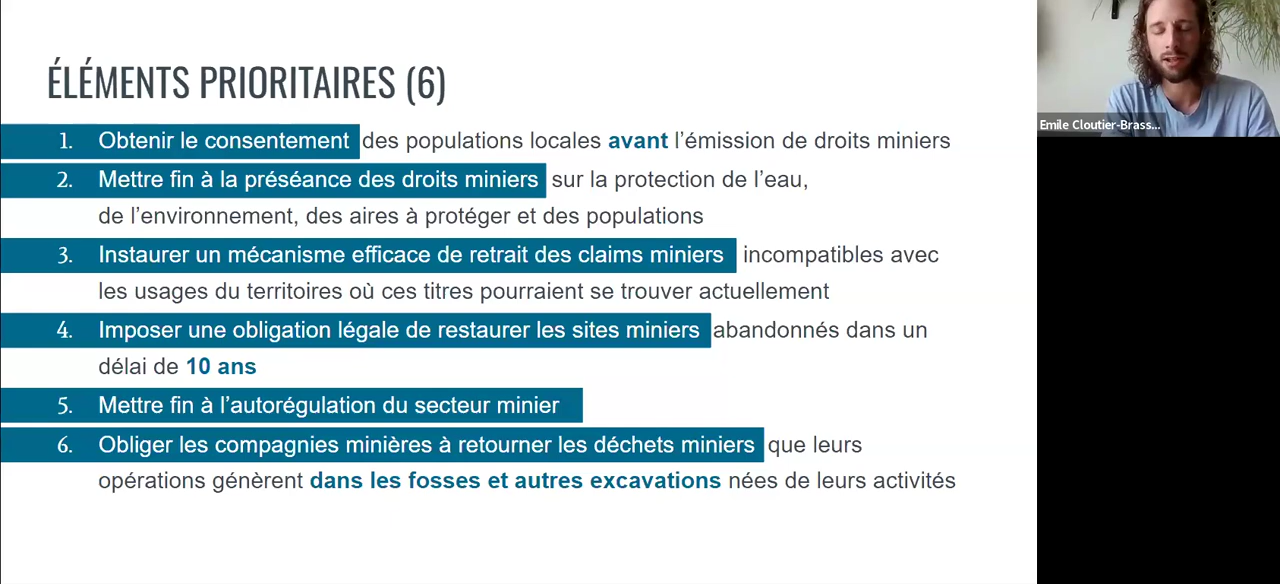 ÉLÉMENTS PRIORITAIRES (6)
1. Obtenir le consentement des populations locales avant l'émission de droits miniers
2. Mettre fin à la préséance des droits miniers sur la protection de l'eau,
de l'environnement, des aires à protéger et des populations
3. Instaurer un mécanisme efficace de retrait des claims miniers incompatibles avec
les usages du territoires où ces titres pourraient se trouver actuellement
4. Imposer une obligation légale de restaurer les sites miniers abandonnés dans un
délai de 10 ans
5. Mettre fin à l'autorégulation du secteur minier
6. Obliger les compagnies minières à retourner les déchets miniers que leurs
opérations génèrent dans les fosses et autres excavations nées de leurs activités
Emile Cloutier-Brass...